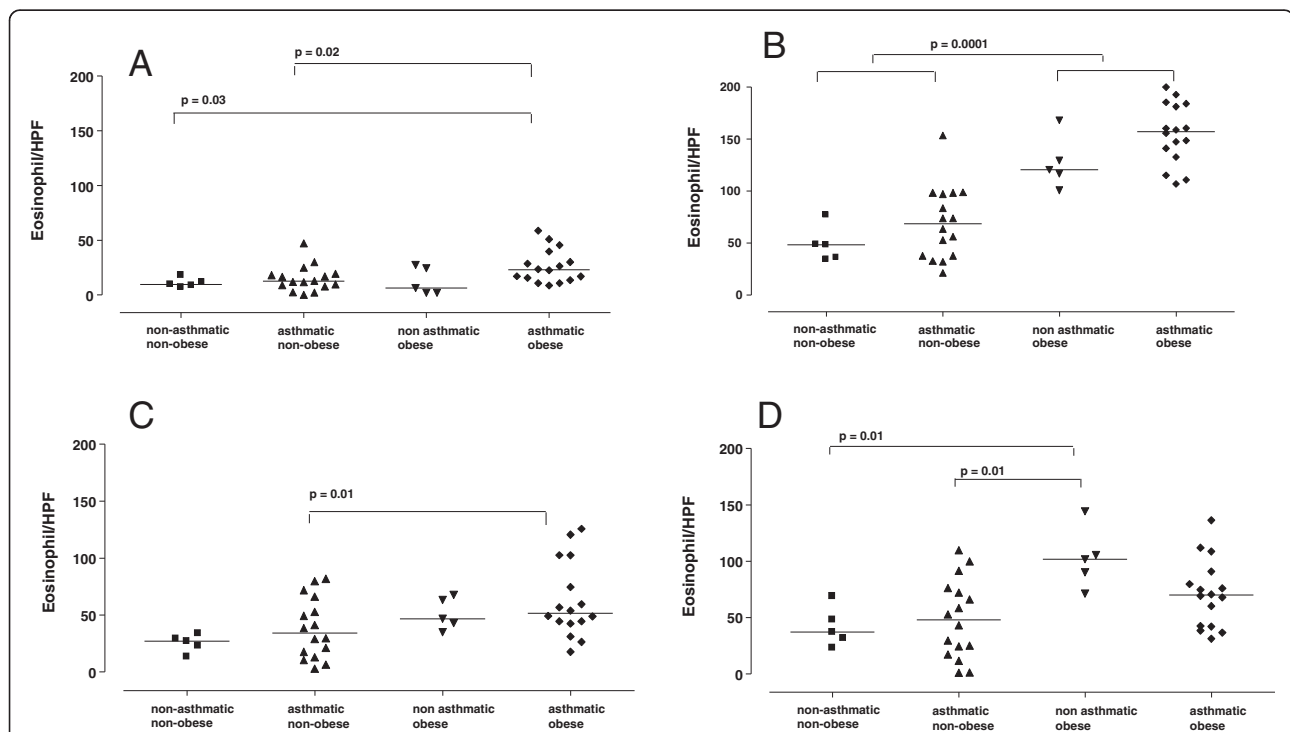 A
p = 0.02
200
p = 0.03
150
100
50
0
Eosinophil/HPF
non-asthmatic
non-obese
asthmatic
non-obese
non asthmatic
obese
asthmatic
obese
B
p = 0.0001
200
150
100
50
0
Eosinophil/HPF
non-asthmatic
non-obese
asthmatic
non-obese
non asthmatic
obese
asthmatic
obese
C
200
150
p = 0.01
100
50
0
Eosinophil/HPF
non-asthmatic
non-obese
asthmatic
non-obese
non asthmatic
obese
asthmatic
obese
D
p = 0.01
200
p = 0.01
150
100
50
0
Eosinophil/HPF
non-asthmatic
non-obese
asthmatic
non-obese
non asthmatic
obese
asthmatic
obese